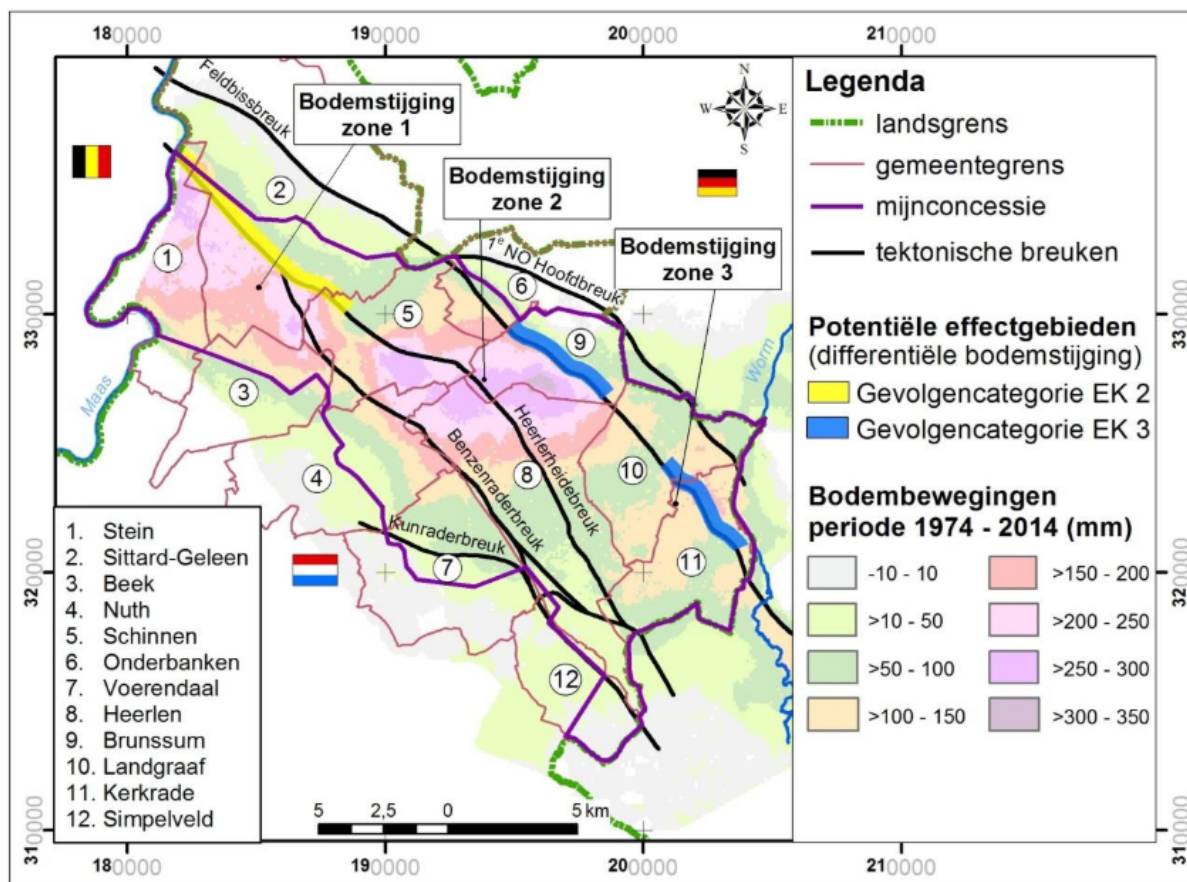 180000 190000 200000 210000
Feldbissbreuk
Bodemstijging
zone 1
Bodemstijging
zone 2
Bodemstijging
zone 3
N
W E
S
1e NO Hoofdbreuk
Worm
Maas
Heerlerheidebreuk
Benzenraderbreuk
Kunraderbreuk
1
2
3
4
5
6
7
8
9
10
11
12
330000
320000
310000
330000
320000
310000
1. Stein
2. Sittard-Geleen
3. Beek
4. Nuth
5. Schinnen
6. Onderbanken
7. Voerendaal
8. Heerlen
9. Brunssum
10. Landgraaf
11. Kerkrade
12. Simpelveld
5 2,5 0 5 km
Legenda
landsgrens
gemeentegrens
mijnconcessie
tektonische breuken
Potentiële effectgebieden
(differentiële bodemstijging)
Gevolgencategorie EK 2
Gevolgencategorie EK 3
Bodembewegingen
periode 1974 - 2014 (mm)
-10 - 10 >150 - 200
>10 - 50 >200 - 250
>50 - 100 >250 - 300
>100 - 150 >300 - 350
180000 190000 200000 210000